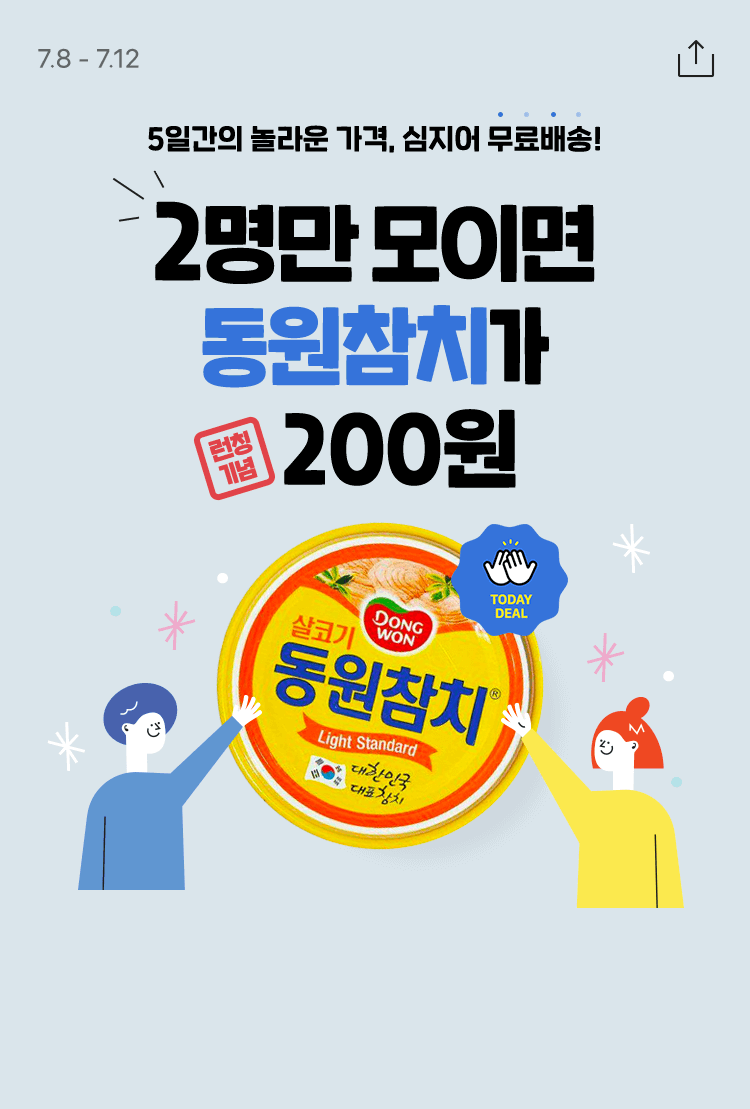 7.8 - 7.12
5일간의 놀라운 가격, 심지어 무료배송!
2명만 모이면
동원참치가
런칭
기념
200원
TODAY
DEAL
DONG
WON
살코기
동원참치®
Light Standard
대한민국
대표참치